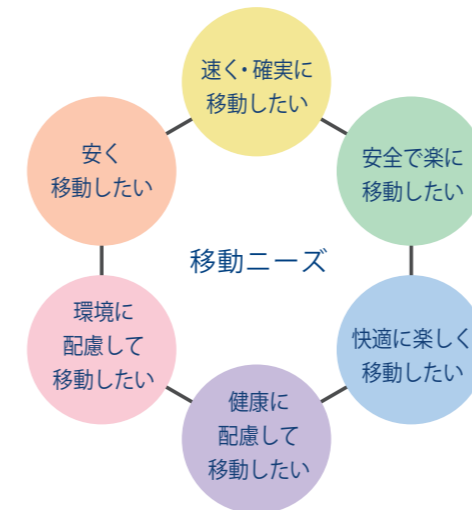 速く・確実に
移動したい
安全で楽に
移動したい
快適に楽しく
移動したい
健康に
配慮して
移動したい
環境に
配慮して
移動したい
安く
移動したい
移動ニーズ